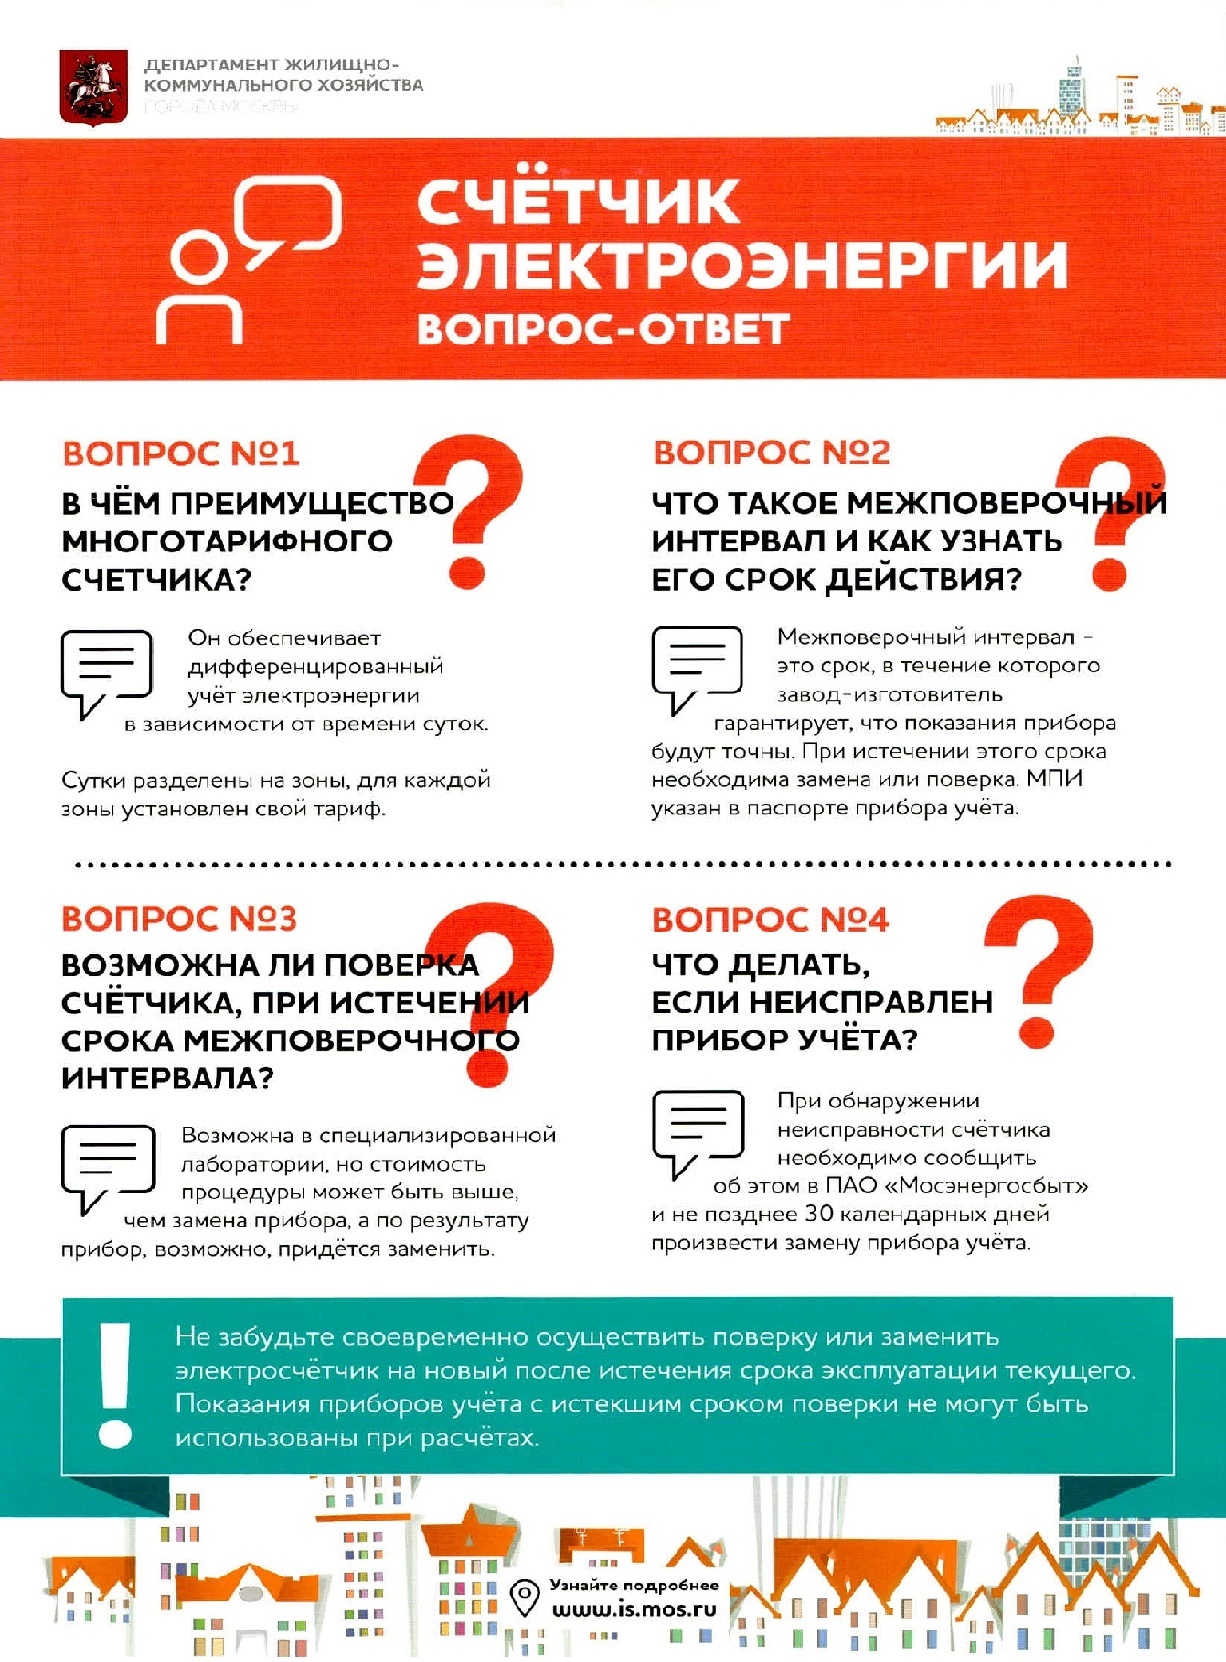 ДЕПАРТАМЕНТ ЖИЛИЩНО-
КОММУНАЛЬНОГО ХОЗЯЙСТВА
ГОРОДА МОСКВЫ
СЧЁТЧИК
ЭЛЕКТРОЭНЕРГИИ
ВОПРОС-ОТВЕТ
ВОПРОС №1
В ЧЁМ ПРЕИМУЩЕСТВО
МНОГОТАРИФНОГО
СЧЕТЧИКА?
?
Он обеспечивает
дифференцированный
учёт электроэнергии
в зависимости от времени суток.
Сутки разделены на зоны, для каждой
зоны установлен свой тариф.
ВОПРОС №2
ЧТО ТАКОЕ МЕЖПОВЕРОЧНЫЙ
ИНТЕРВАЛ И КАК УЗНАТЬ
ЕГО СРОК ДЕЙСТВИЯ?
?
Межповерочный интервал –
это срок, в течение которого
завод-изготовитель
гарантирует, что показания прибора
будут точны. При истечении этого срока
необходима замена или поверка. МПИ
указан в паспорте прибора учёта.
ВОПРОС №3
ВОЗМОЖНА ЛИ ПОВЕРКА
СЧЁТЧИКА, ПРИ ИСТЕЧЕНИИ
СРОКА МЕЖПОВЕРОЧНОГО
ИНТЕРВАЛА?
?
Возможна в специализированной
лаборатории, но стоимость
процедуры может быть выше,
чем замена прибора, а по результату
прибор, возможно, придётся заменить.
ВОПРОС №4
ЧТО ДЕЛАТЬ,
ЕСЛИ НЕИСПРАВЛЕН
ПРИБОР УЧЁТА?
?
При обнаружении
неисправности счётчика
необходимо сообщить
об этом в ПАО «Мосэнергосбыт»
и не позднее 30 календарных дней
произвести замену прибора учёта.
!
Не забудьте своевременно осуществить поверку или заменить
электросчётчик на новый после истечения срока эксплуатации текущего.
Показания приборов учёта с истекшим сроком поверки не могут быть
использованы при расчётах.
Узнайте подробнее
www.is.mos.ru